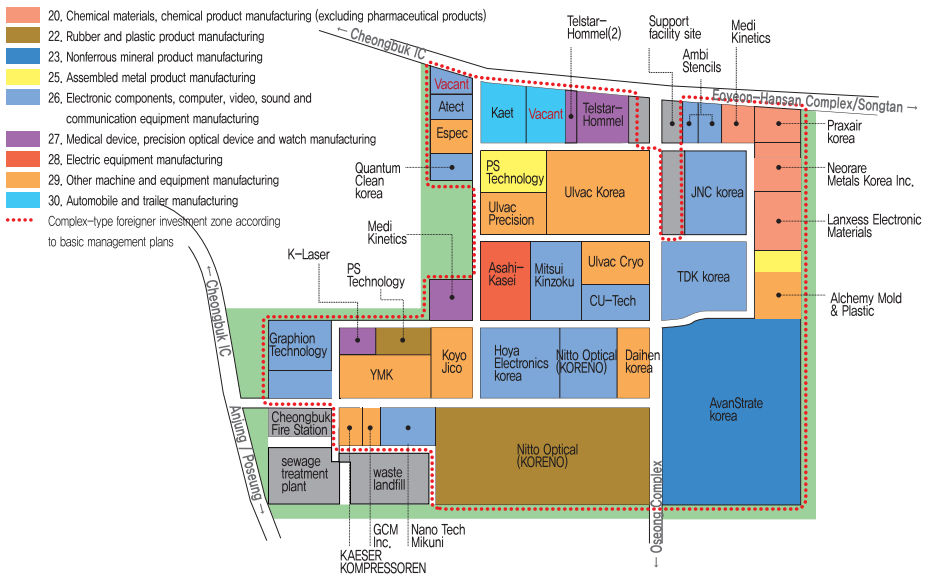 20, Chemical materials, chemical product manufacturing (excluding pharmaceutical products)
22, Rubber and plastic product manufacturing
23, Nonferrous mineral product manufacturing
25, Assembled metal product manufacturing
26, Electronic components, computer, video, sound and
communication equipment manufacturing
27, Medical device, precision optical device and watch manufacturing
28, Electric equipment manufacturing
29, Other machine and equipment manufacturing
30, Automobile and trailer manufacturing
Complex-type foreigner investment zone according
to basic management plans
← Cheongbuk IC
Telstar-
Hommel(2)
Support
facility site
Ambi
Stencils
Medi
Kinetics
Foyeon-Hansan Complex/Songtan →
Vacant
Atect
Espec
Quantum
Clean
korea
Kaet
Vacant
Telstar-
Hommel
Praxair
korea
PS
Technology
Ulvac
Precision
Ulvac Korea
JNC korea
Neorare
Metals Korea Inc.
Lanxess Electronic
Materials
Medi
Kinetics
K-Laser
PS
Technology
Asahi-
Kasei
Mitsui
Kinzoku
Ulvac Cryo
CU-Tech
TDK korea
Alchemy Mold
& Plastic
← Cheongbuk IC
Graphion
Technology
YMK
Koyo
Jico
Hoya
Electronics
korea
Nitto Optical
(KORENO)
Daihen
korea
AvanStrate
korea
Anjung / Poseung →
Cheongbuk
Fire Station
sewage
treatment
plant
waste
landfill
Nitto Optical
(KORENO)
← Oseong Complex
GCM
Inc,
Nano Tech
Mikuni
KAESER
KOMPRESSOREN